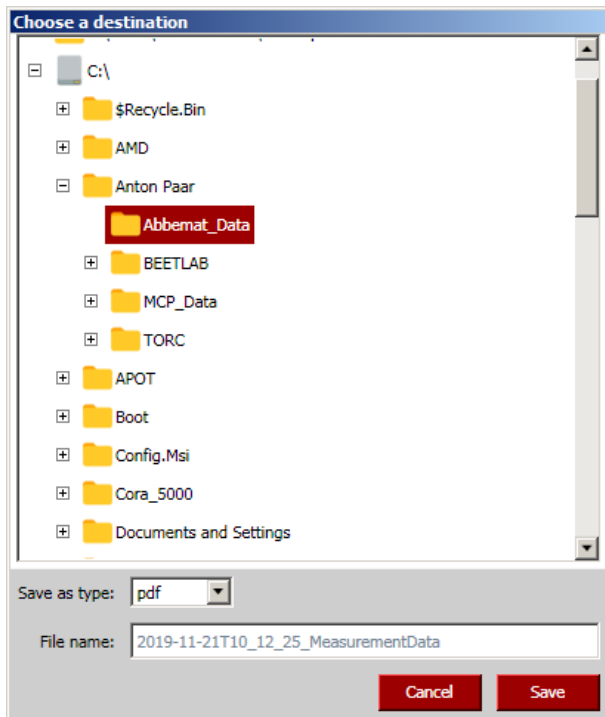 Choose a destination
C:\
$Recycle.Bin
AMD
Anton Paar
Abbemat_Data
BEETLAB
MCP_Data
TORC
APOT
Boot
Config.Msi
Cora_5000
Documents and Settings
Save as type: pdf
File name: 2019-11-21T10_12_25_MeasurementData
Cancel Save